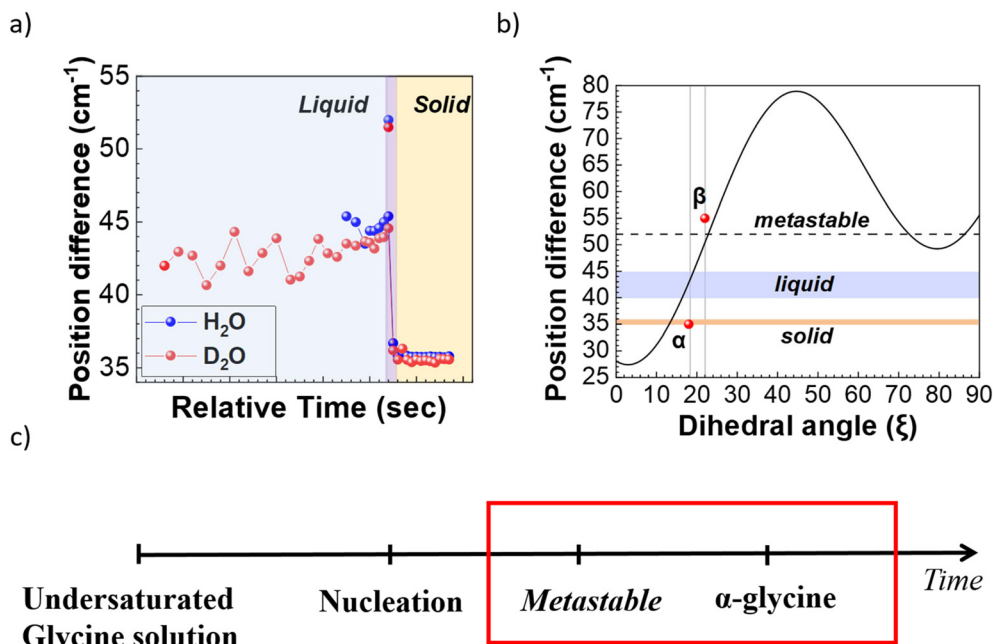 a)
Position difference (cm⁻¹)
55
50
45
40
35
Liquid
Solid
H₂O
D₂O
Relative Time (sec)
b)
Position difference (cm⁻¹)
80
75
70
65
60
55
50
45
40
35
30
25
β
metastable
liquid
α
solid
0 10 20 30 40 50 60 70 80 90
Dihedral angle (ξ)
c)
Time
Undersaturated
Glycine solution
Nucleation
Metastable
α-glycine